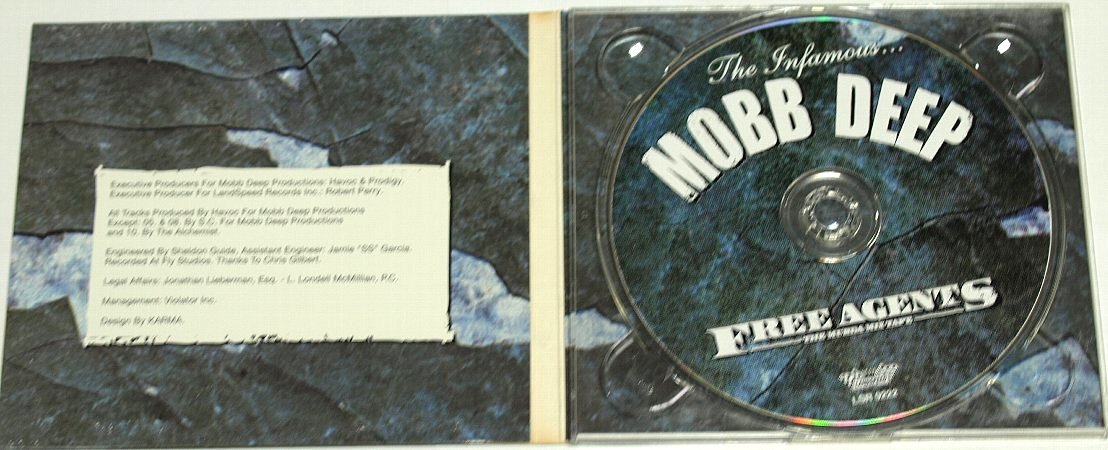 Executive Producers For Mobb Deep Productions: Havoc & Prodigy.
Executive Producer For LandSpeed Records Inc.: Robert Perry.
All Tracks Produced By Havoc For Mobb Deep Productions
Except: 05. & 08. By S.C. For Mobb Deep Productions
and 10. By The Alchemist.
Engineered By Sheldon Guide, Assistant Engineer: Jamie "SS" Garcia.
Recorded At Fly Studios. Thanks To Chris Gilbert.
Legal Affairs: Jonathan Lieberman, Esq. - L. Londell McMillian, P.C.
Management: Violator Inc.
Design By KARMA.
The Infamous...
MOBB DEEP
FREE AGENTS
THE MURDA MIXTAPE
LSR 9222